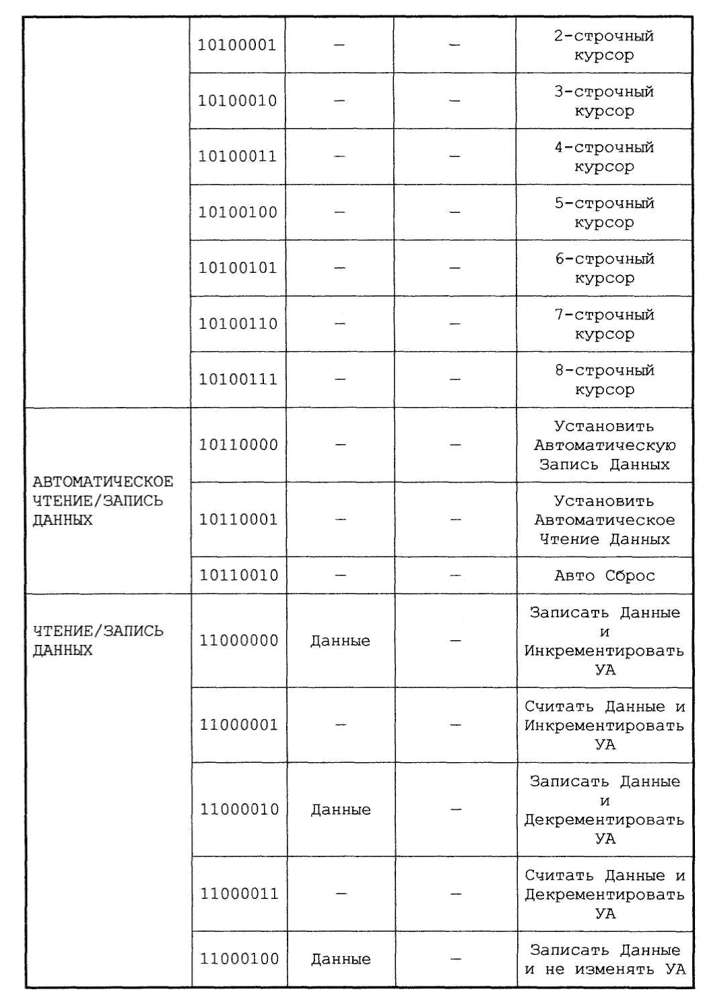 10100001 — — 2-строчный
курсор
10100010 — — 3-строчный
курсор
10100011 — — 4-строчный
курсор
10100100 — — 5-строчный
курсор
10100101 — — 6-строчный
курсор
10100110 — — 7-строчный
курсор
10100111 — — 8-строчный
курсор
АВТОМАТИЧЕСКОЕ
ЧТЕНИЕ/ЗАПИСЬ
ДАННЫХ
10110000 — — Установить
Автоматическую
Запись Данных
10110001 — — Установить
Автоматическое
Чтение Данных
10110010 — — Авто Сброс
ЧТЕНИЕ/ЗАПИСЬ
ДАННЫХ
11000000 Данные — Записать Данные
и
Инкрементировать
УА
11000001 — — Считать Данные и
Инкрементировать
УА
11000010 Данные — Записать Данные
и
Декрементировать
УА
11000011 — — Считать Данные и
Декрементировать
УА
11000100 Данные — Записать Данные
и не изменять УА